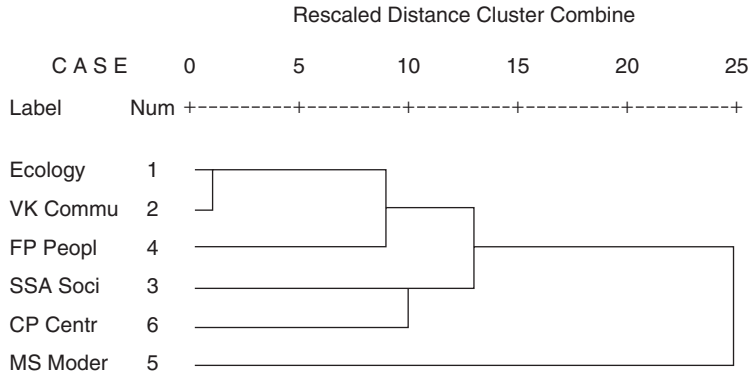 Rescaled Distance Cluster Combine
C A S E 0 5 10 15 20 25
Label Num +---------+---------+---------+---------+---------+
Ecology 1
VK Commu 2
FP Peopl 4
SSA Soci 3
CP Centr 6
MS Moder 5